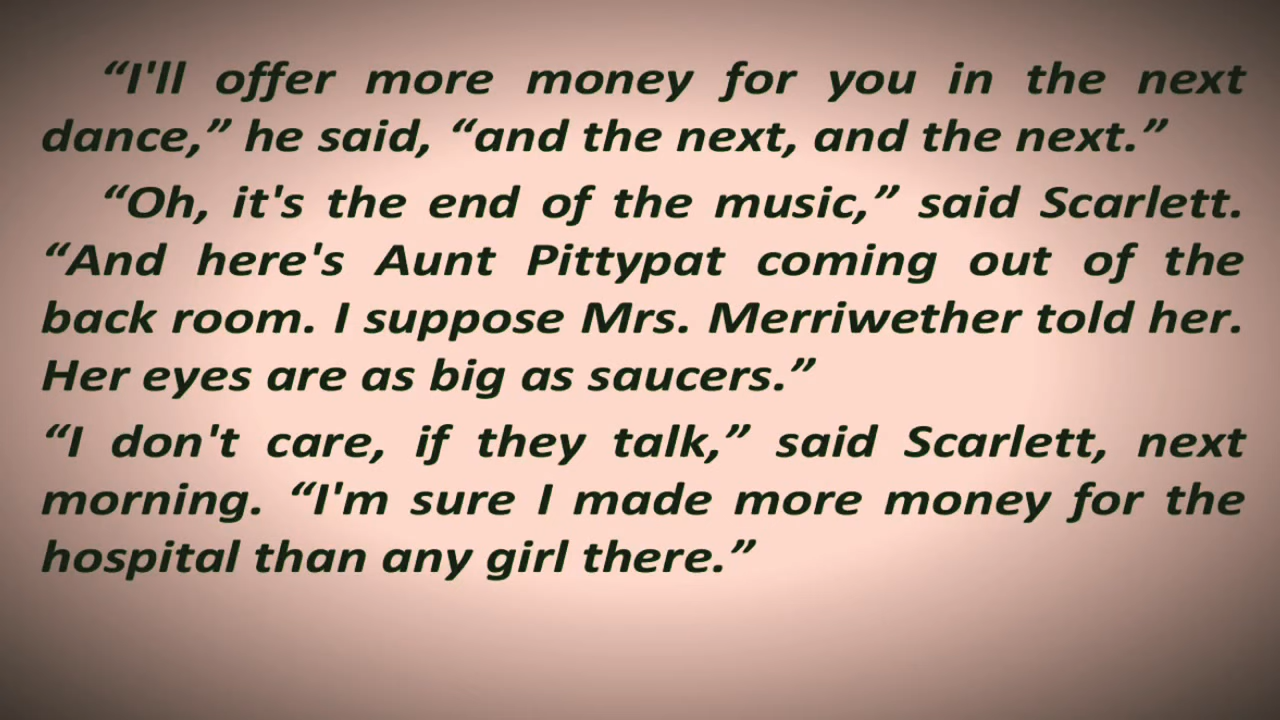 “I'll offer more money for you in the next
dance,” he said, “and the next, and the next.”
“Oh, it's the end of the music,” said Scarlett.
“And here's Aunt Pittypat coming out of the
back room. I suppose Mrs. Merriwether told her.
Her eyes are as big as saucers.”
“I don't care, if they talk,” said Scarlett, next
morning. “I'm sure I made more money for the
hospital than any girl there.”